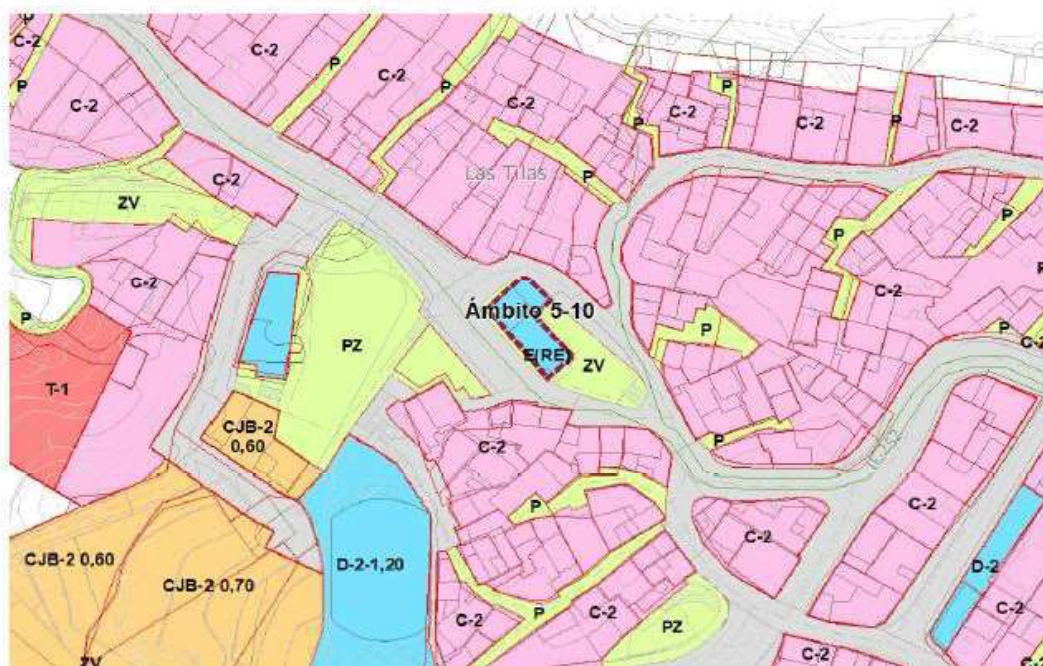 C-2
C-2
C-2
P
P
C-2
P
P
C-2
P
C-2
C-2
P
C-2
P
Las Tilas
C-2
P
ZV
P
P
C-2
C-2
P
Ámbito 5-10
P
P
PZ
E(RE)
ZV
T-1
CJB-2
0,60
P
C-2
C-2
P
C-2
D-2-1,20
CJB-2 0,60
CJB-2 0,70
D-2
C-2
P
C-2
C-2
PZ
ZV
C-2